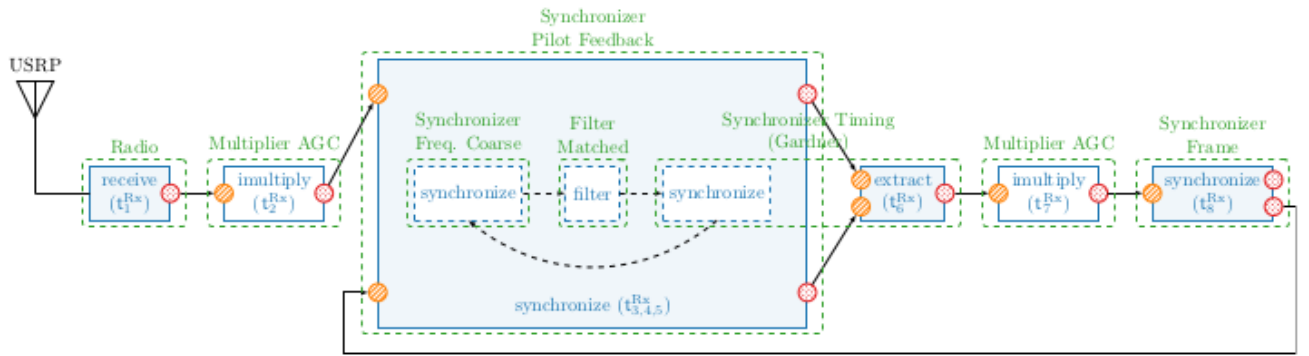 Synchronizer
Pilot Feedback
USRP
Radio
receive
(t₁ᴿˣ)
Multiplier AGC
imultiply
(t₂ᴿˣ)
Synchronizer
Freq. Coarse
synchronize
Filter
Matched
filter
Synchronizer Timing
(Gardner)
synchronize
synchronize (t₃,₄,₅ᴿˣ)
extract
(t₆ᴿˣ)
Multiplier AGC
imultiply
(t₇ᴿˣ)
Synchronizer
Frame
synchronize
(t₈ᴿˣ)